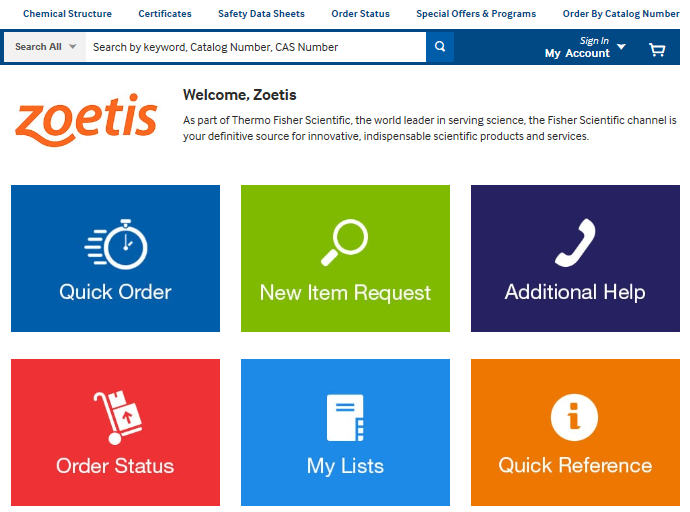 Chemical Structure Certificates Safety Data Sheets Order Status Special Offers & Programs Order By Catalog Number
Search All Search by keyword, Catalog Number, CAS Number Sign In
My Account
zoetis
Welcome, Zoetis
As part of Thermo Fisher Scientific, the world leader in serving science, the Fisher Scientific channel is
your definitive source for innovative, indispensable scientific products and services.
Quick Order New Item Request Additional Help
Order Status My Lists Quick Reference